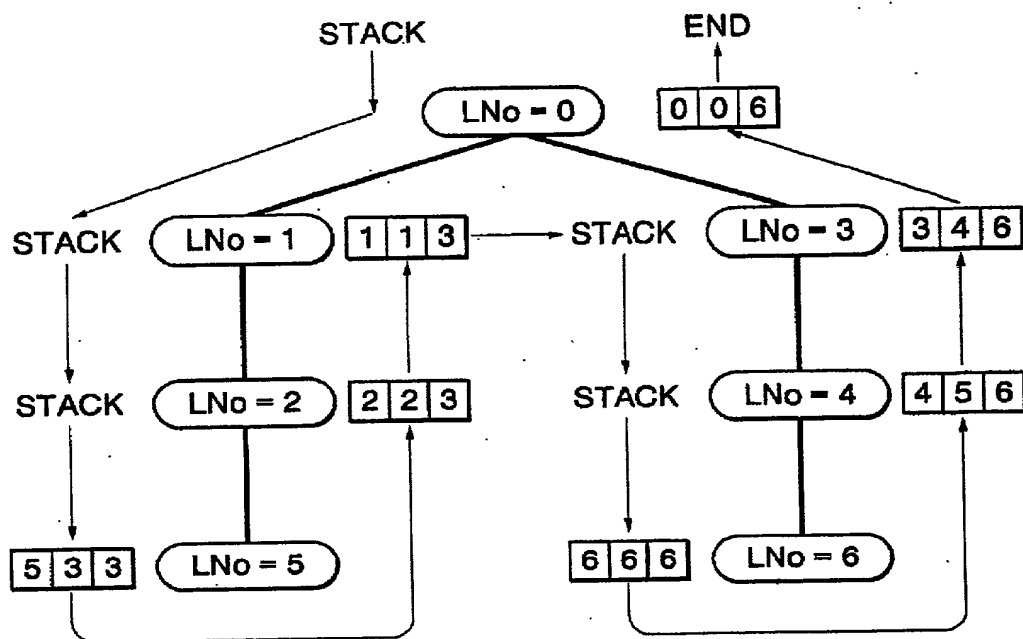 STACK END
LNo = 0 0 0 6
STACK LNo = 1 1 1 3 STACK LNo = 3 3 4 6
STACK LNo = 2 2 2 3 STACK LNo = 4 4 5 6
5 3 3 LNo = 5 6 6 6 LNo = 6